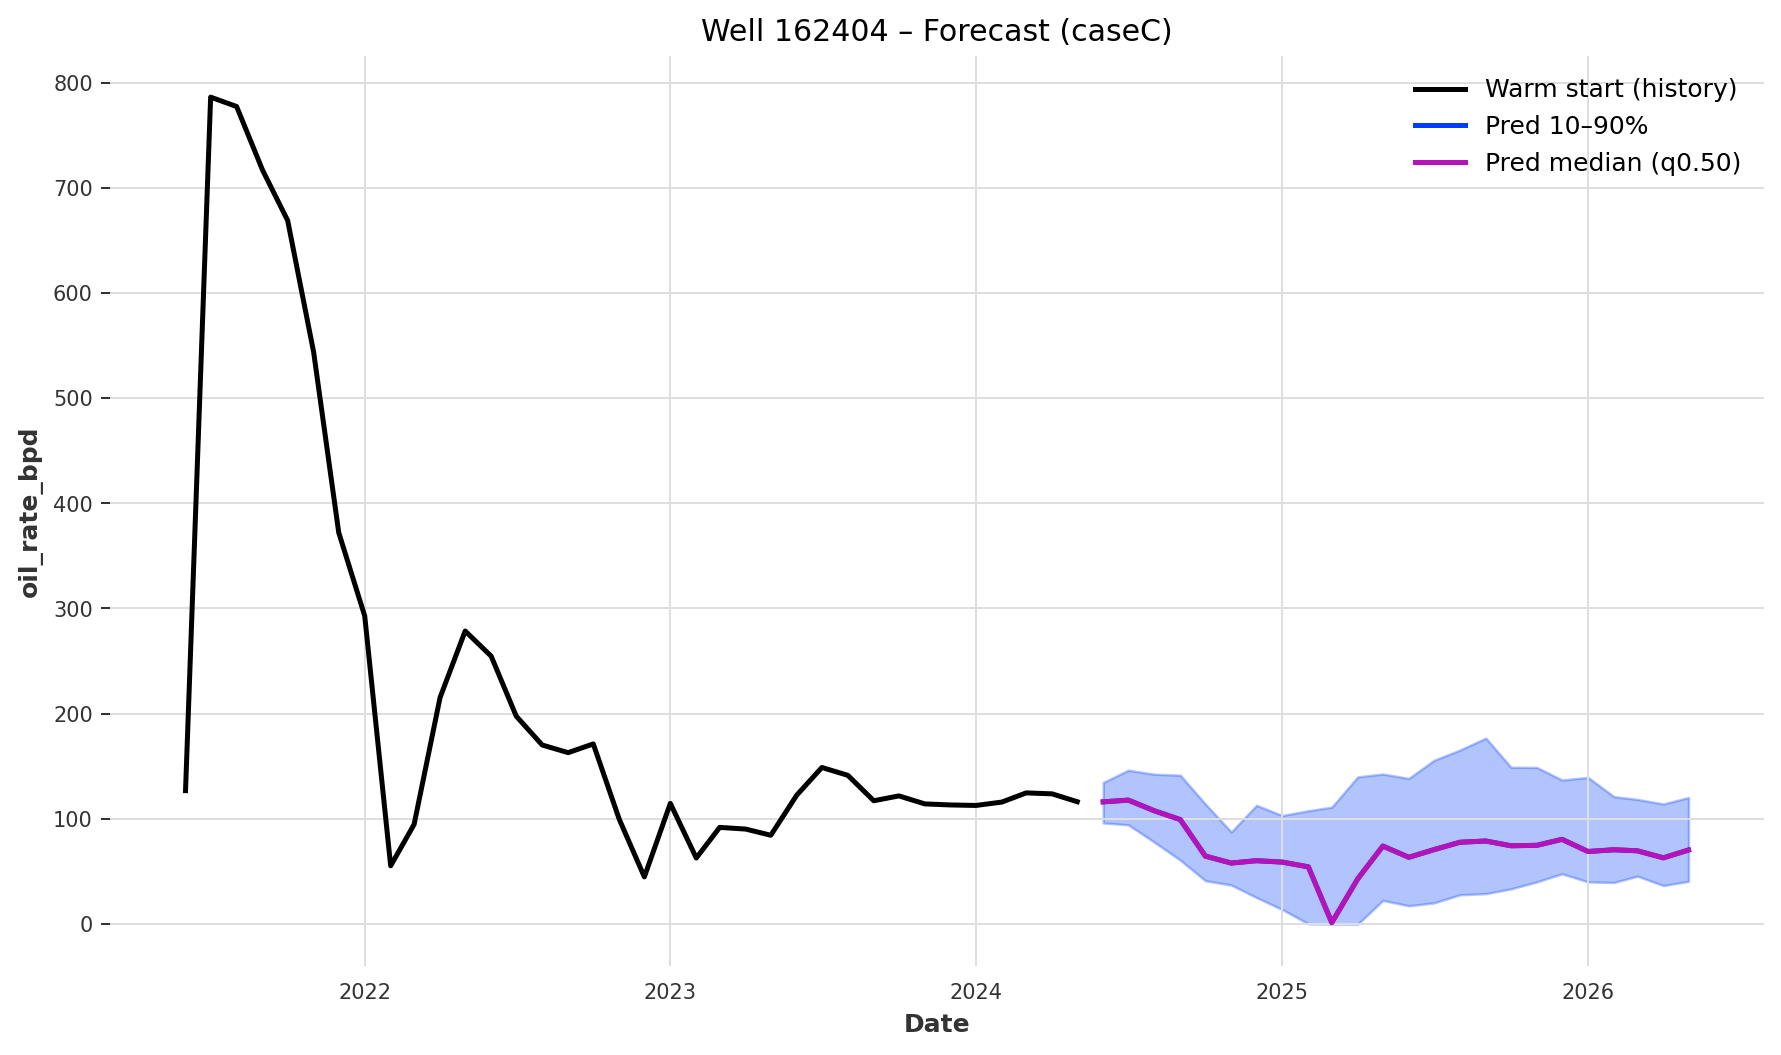 Well 162404 – Forecast (caseC)
Warm start (history)
Pred 10–90%
Pred median (q0.50)
oil_rate_bpd
800
700
600
500
400
300
200
100
0
2022
2023
2024
2025
2026
Date